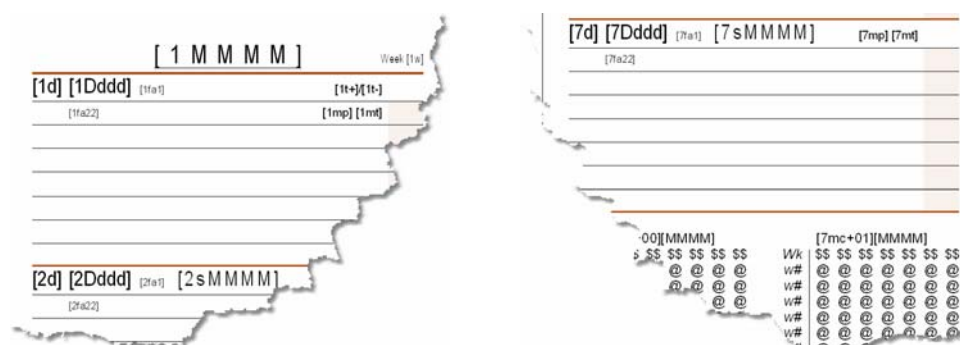 [ 1 M M M M ] Week [1w]
[1d] [1Dddd] [1fa1] [1t+]/[1t-]
[1fa22] [1mp] [1mt]
[2d] [2Dddd] [2fa1] [2sMMMM]
[2fa22]
[7d] [7Dddd] [7fa1] [7sMMMM] [7mp] [7mt]
[7fa22]
-00][MMMM] [7mc+01][MMMM]
$ $$ $$ $$ $$ Wk $$ $$ $$ $$ $$ $$ $$
@ @ @ w# @ @ @ @ @ @ @
@ @ @ @ w# @ @ @ @ @ @ @
@ @ w# @ @ @ @ @ @ @
w# @ @ @ @ @ @ @
w# @ @ @ @ @ @ @